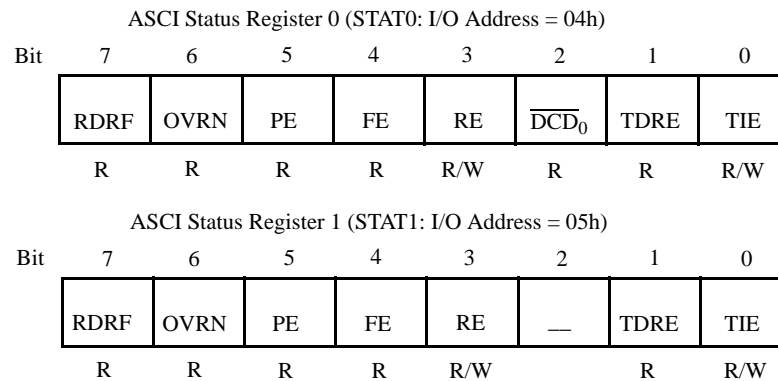 ASCI Status Register 0 (STAT0: I/O Address = 04h)
Bit 7 6 5 4 3 2 1 0
RDRF OVRN PE FE RE D̅C̅D̅₀ TDRE TIE
R R R R R/W R R R/W
ASCI Status Register 1 (STAT1: I/O Address = 05h)
Bit 7 6 5 4 3 2 1 0
RDRF OVRN PE FE RE __ TDRE TIE
R R R R R/W R R/W